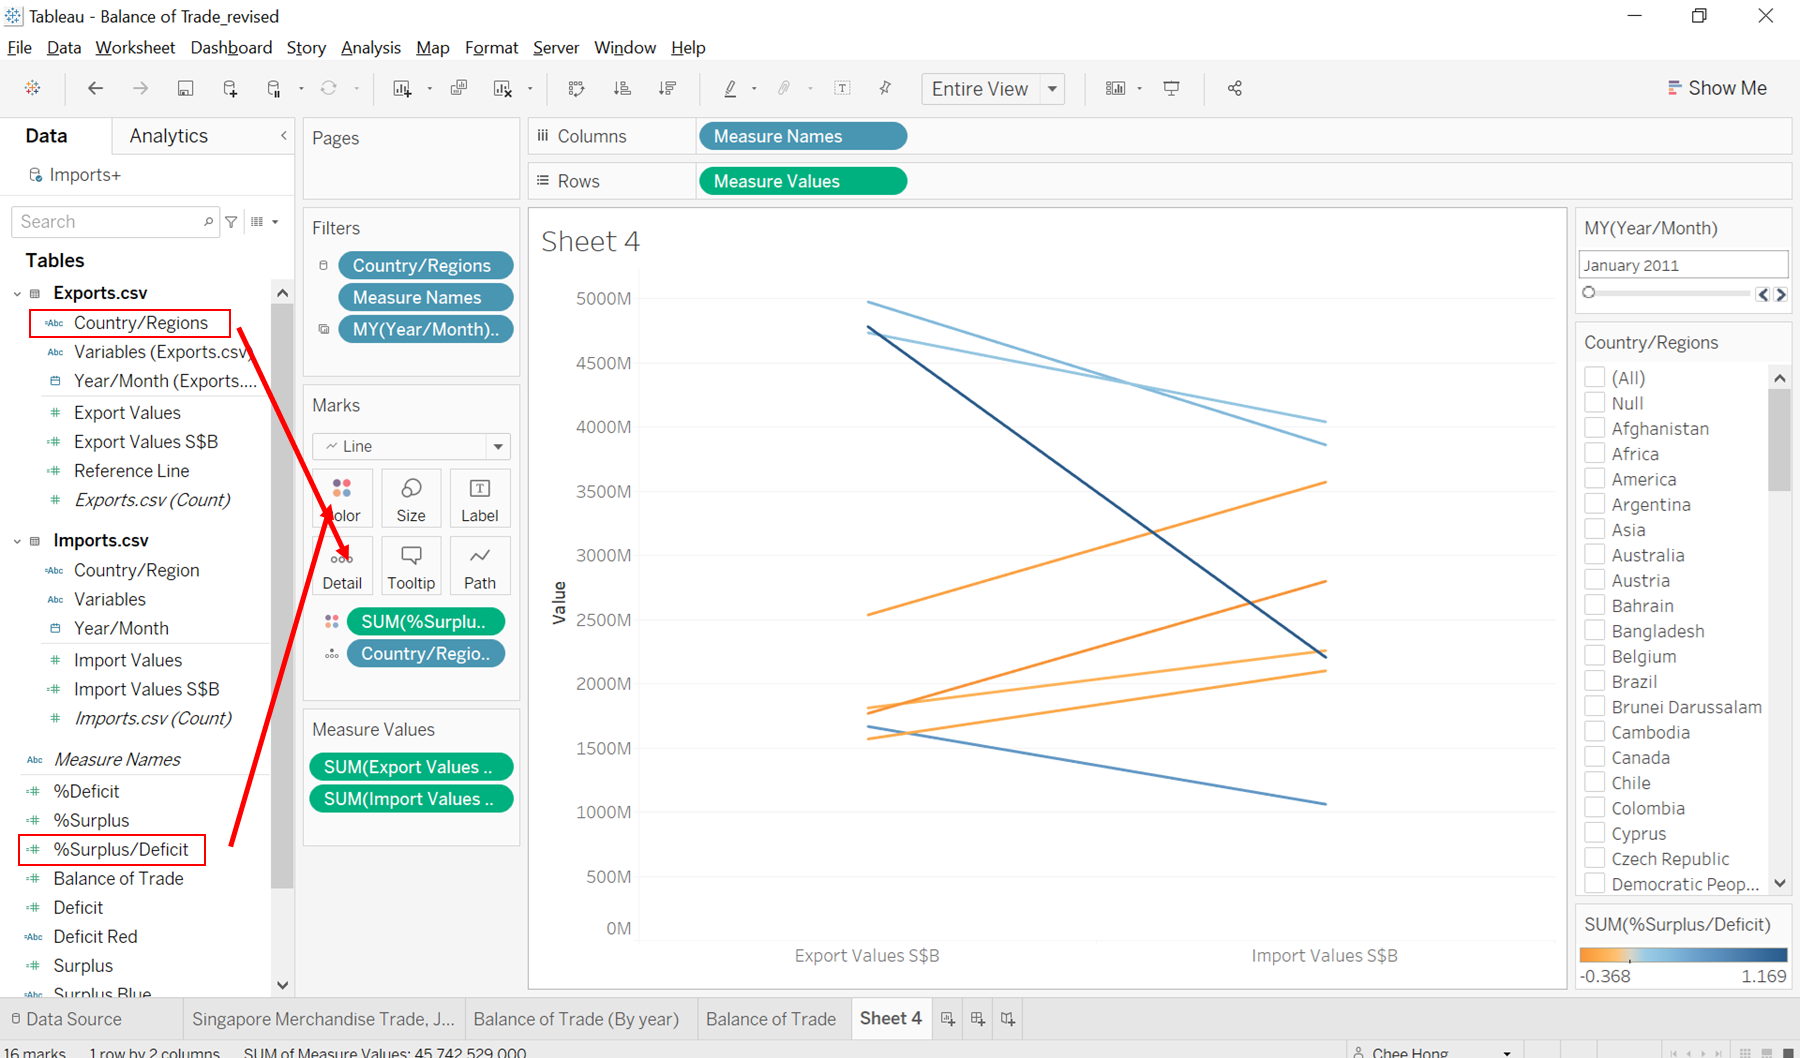 Tableau - Balance of Trade_revised
File Data Worksheet Dashboard Story Analysis Map Format Server Window Help
Entire View
Show Me
Data
Analytics
Imports+
Search
Tables
Exports.csv
Abc Country/Regions
Abc Variables (Exports.csv)
Year/Month (Exports....
Export Values
Export Values S$B
Reference Line
Exports.csv (Count)
Imports.csv
Abc Country/Region
Abc Variables
Year/Month
Import Values
Import Values S$B
Imports.csv (Count)
Abc Measure Names
%Deficit
%Surplus
%Surplus/Deficit
Balance of Trade
Deficit
Abc Deficit Red
Surplus
Abc Surplus Blue
Pages
Filters
Country/Regions
Measure Names
MY(Year/Month)..
Marks
Line
Color
Size
Label
Detail
Tooltip
Path
SUM(%Surplu..
Country/Regio..
Measure Values
SUM(Export Values ..
SUM(Import Values ..
Columns
Measure Names
Rows
Measure Values
Sheet 4
5000M
4500M
4000M
3500M
3000M
2500M
2000M
1500M
1000M
500M
0M
Value
Export Values S$B
Import Values S$B
MY(Year/Month)
January 2011
Country/Regions
(All)
Null
Afghanistan
Africa
America
Argentina
Asia
Australia
Austria
Bahrain
Bangladesh
Belgium
Brazil
Brunei Darussalam
Cambodia
Canada
Chile
Colombia
Cyprus
Czech Republic
Democratic Peop...
SUM(%Surplus/Deficit)
-0.368 1.169
Data Source
Singapore Merchandise Trade, J...
Balance of Trade (By year)
Balance of Trade
Sheet 4
16 marks 1 row by 2 columns SUM of Measure Values: 45,742,529,000
Chee Hong